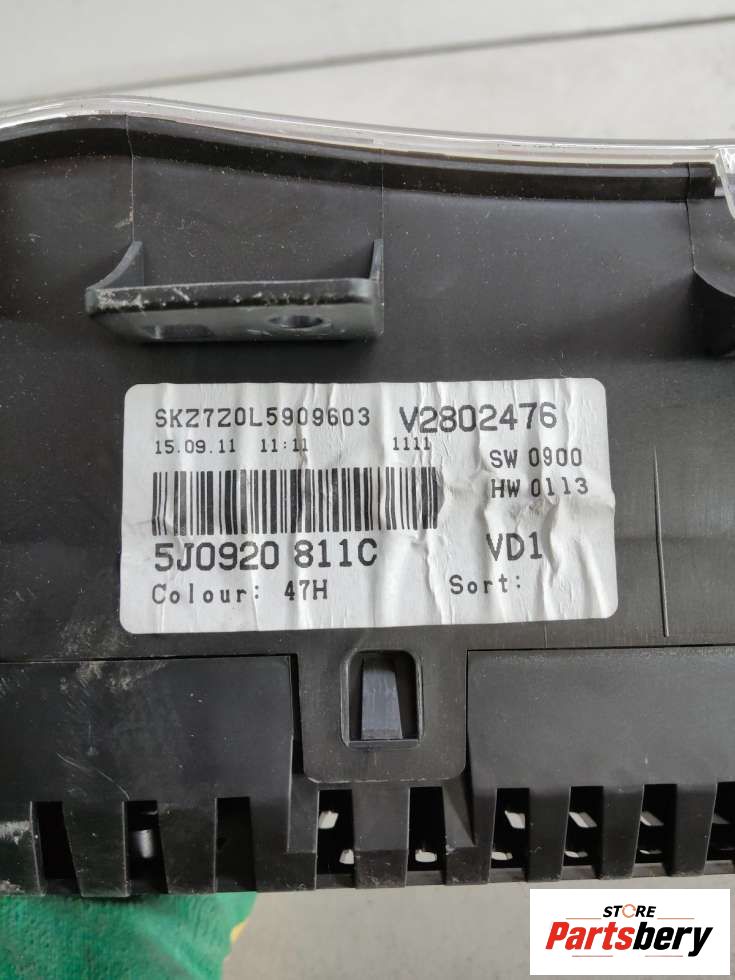 SKZ7Z0L5909603 V2802476
15.09.11 11:11 1111
SW 0900
HW 0113
5J0920 811C VD1
Colour: 47H Sort:
STORE
Partsbery